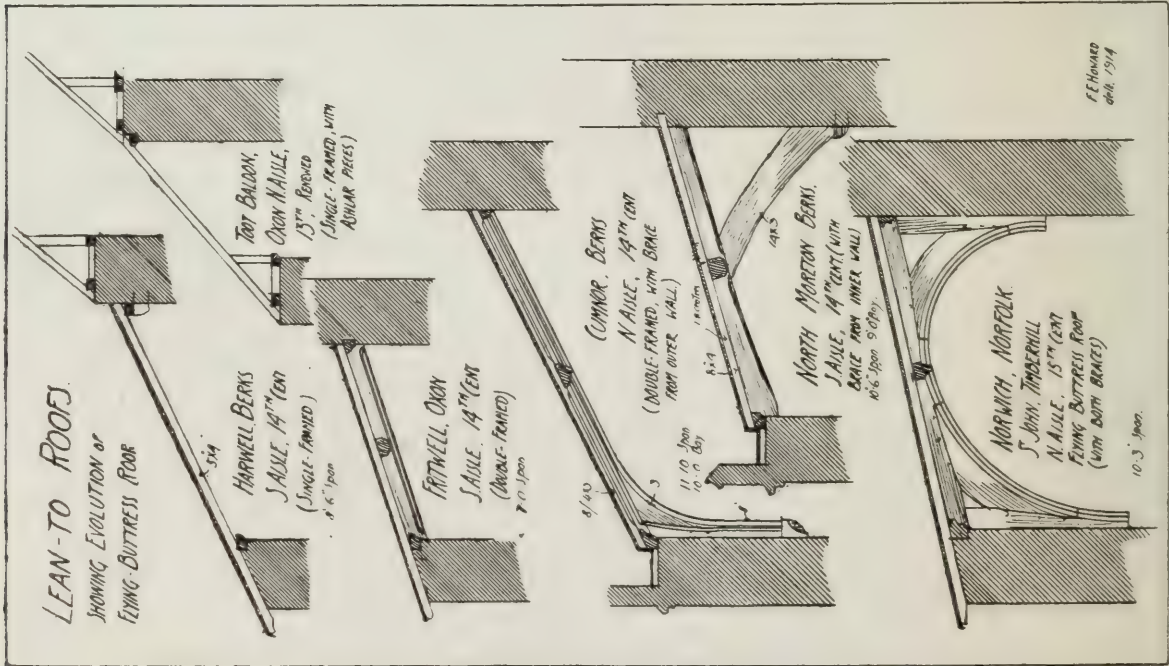 LEAN-TO ROOFS.
SHOWING EVOLUTION OF
FLYING-BUTTRESS ROOF
5x4
HARWELL, BERKS
S AISLE. 14TH CENT
(SINGLE-FRAMED)
8'6" span
TOOT BALDON,
OXON N AISLE,
13TH, RENEWED
(SINGLE-FRAMED, WITH
ASHLAR PIECES)
FRITWELL, OXON
S AISLE. 14TH CENT
(DOUBLE-FRAMED)
span
3
CUMNOR, BERKS
N AISLE, 14TH CENT
(DOUBLE-FRAMED, WITH BRACE
FROM OUTER WALL)
11.10 span
10.0 Bay
14x3
NORTH MORETON BERKS.
S AISLE, 14TH CENT, WITH
BRACE FROM INNER WALL)
10'6" span 9'0 Bay.
NORWICH, NORFOLK.
ST JOHN TIMBERHILL
N AISLE. 15TH CENT
FLYING BUTTRESS ROOF
(WITH BOTH BRACES)
10.3 span.
F.E HOWARD
delt. 1914